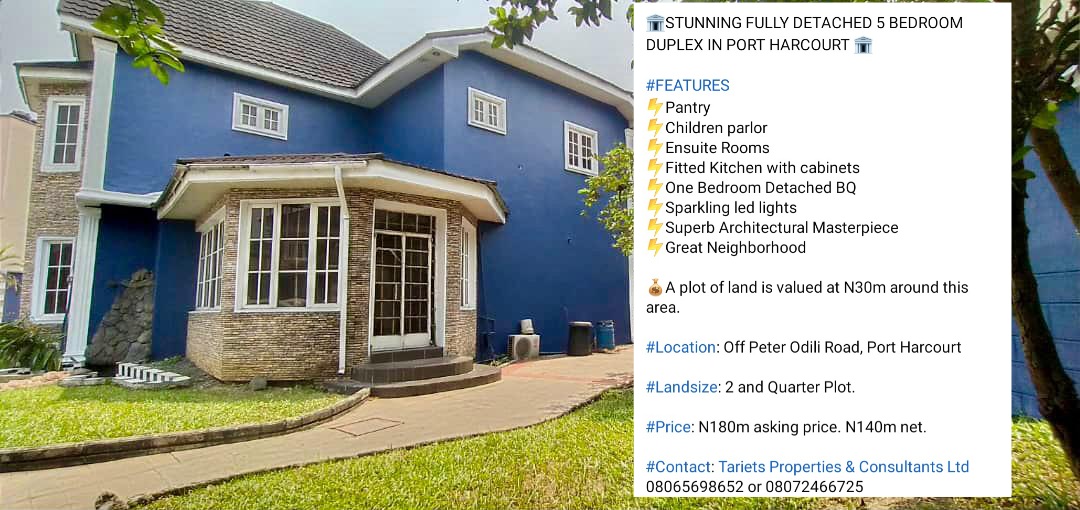 🏛️STUNNING FULLY DETACHED 5 BEDROOM
DUPLEX IN PORT HARCOURT 🏛️
#FEATURES
⚡Pantry
⚡Children parlor
⚡Ensuite Rooms
⚡Fitted Kitchen with cabinets
⚡One Bedroom Detached BQ
⚡Sparkling led lights
⚡Superb Architectural Masterpiece
⚡Great Neighborhood
💰A plot of land is valued at N30m around this
area.
#Location: Off Peter Odili Road, Port Harcourt
#Landsize: 2 and Quarter Plot.
#Price: N180m asking price. N140m net.
#Contact: Tariets Properties & Consultants Ltd
08065698652 or 08072466725